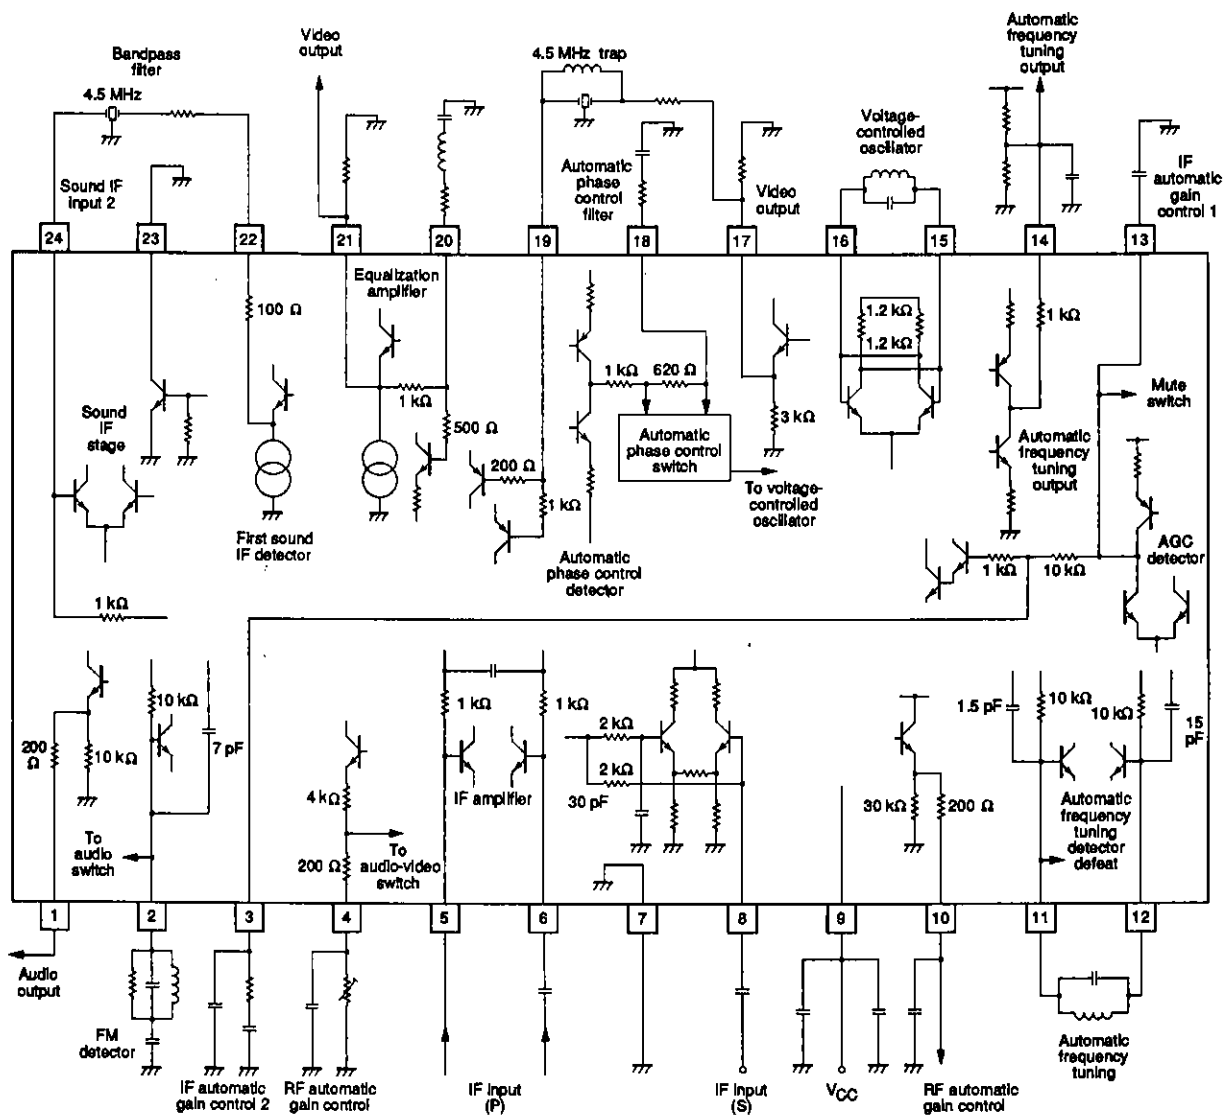 Automatic
frequency
tuning
output
Video
output
4.5 MHz trap
Bandpass
filter
4.5 MHz
Voltage-
controlled
oscillator
Sound IF
input 2
Automatic
phase
control
filter
Video
output
IF
automatic
gain
control 1
24
23
22
21
20
19
18
17
16
15
14
13
Equalization
amplifier
100 Ω
1.2 kΩ
1.2 kΩ
1 kΩ
1 kΩ
620 Ω
1 kΩ
Mute
switch
Sound
IF
stage
500 Ω
3 kΩ
Automatic
phase control
switch
Automatic
frequency
tuning
output
200 Ω
To voltage-
controlled
oscillator
1 kΩ
First sound
IF detector
Automatic
phase control
detector
AGC
detector
1 kΩ
10 kΩ
1 kΩ
10 kΩ
7 pF
200
Ω
10 kΩ
1 kΩ
1 kΩ
2 kΩ
2 kΩ
1.5 pF
10 kΩ
10 kΩ
15
pF
4 kΩ
IF amplifier
30 pF
30 kΩ
200 Ω
Automatic
frequency
tuning
detector
defeat
To
audio
switch
200 Ω
To
audio-video
switch
1
2
3
4
5
6
7
8
9
10
11
12
Audio
output
FM
detector
IF automatic
gain control 2
RF automatic
gain control
IF input
(P)
IF input
(S)
VCC
RF automatic
gain control
Automatic
frequency
tuning